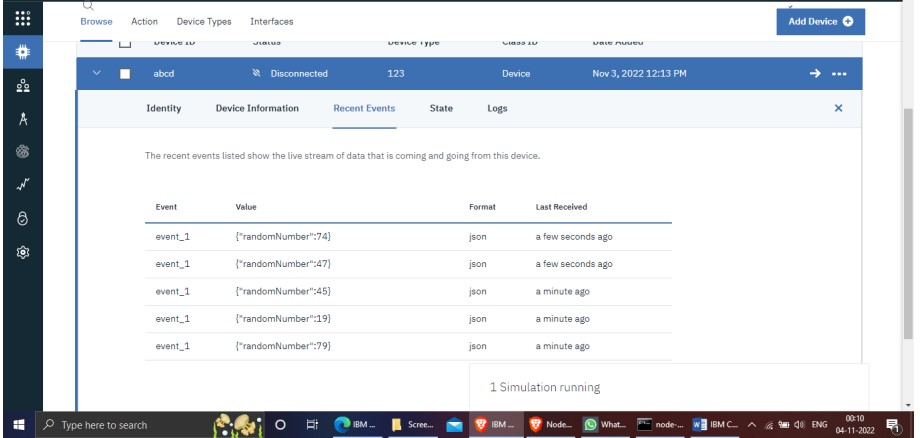 Browse Action Device Types Interfaces
Add Device
Device ID Status Device Type Class ID Date Added
abcd Disconnected 123 Device Nov 3, 2022 12:13 PM
Identity Device Information Recent Events State Logs
The recent events listed show the live stream of data that is coming and going from this device.
Event Value Format Last Received
event_1 {"randomNumber":74} json a few seconds ago
event_1 {"randomNumber":47} json a few seconds ago
event_1 {"randomNumber":45} json a minute ago
event_1 {"randomNumber":19} json a minute ago
event_1 {"randomNumber":79} json a minute ago
1 Simulation running
Type here to search IBM ... Scree... IBM ... Node... What... node-... IBM C... ENG 00:10
04-11-2022
1